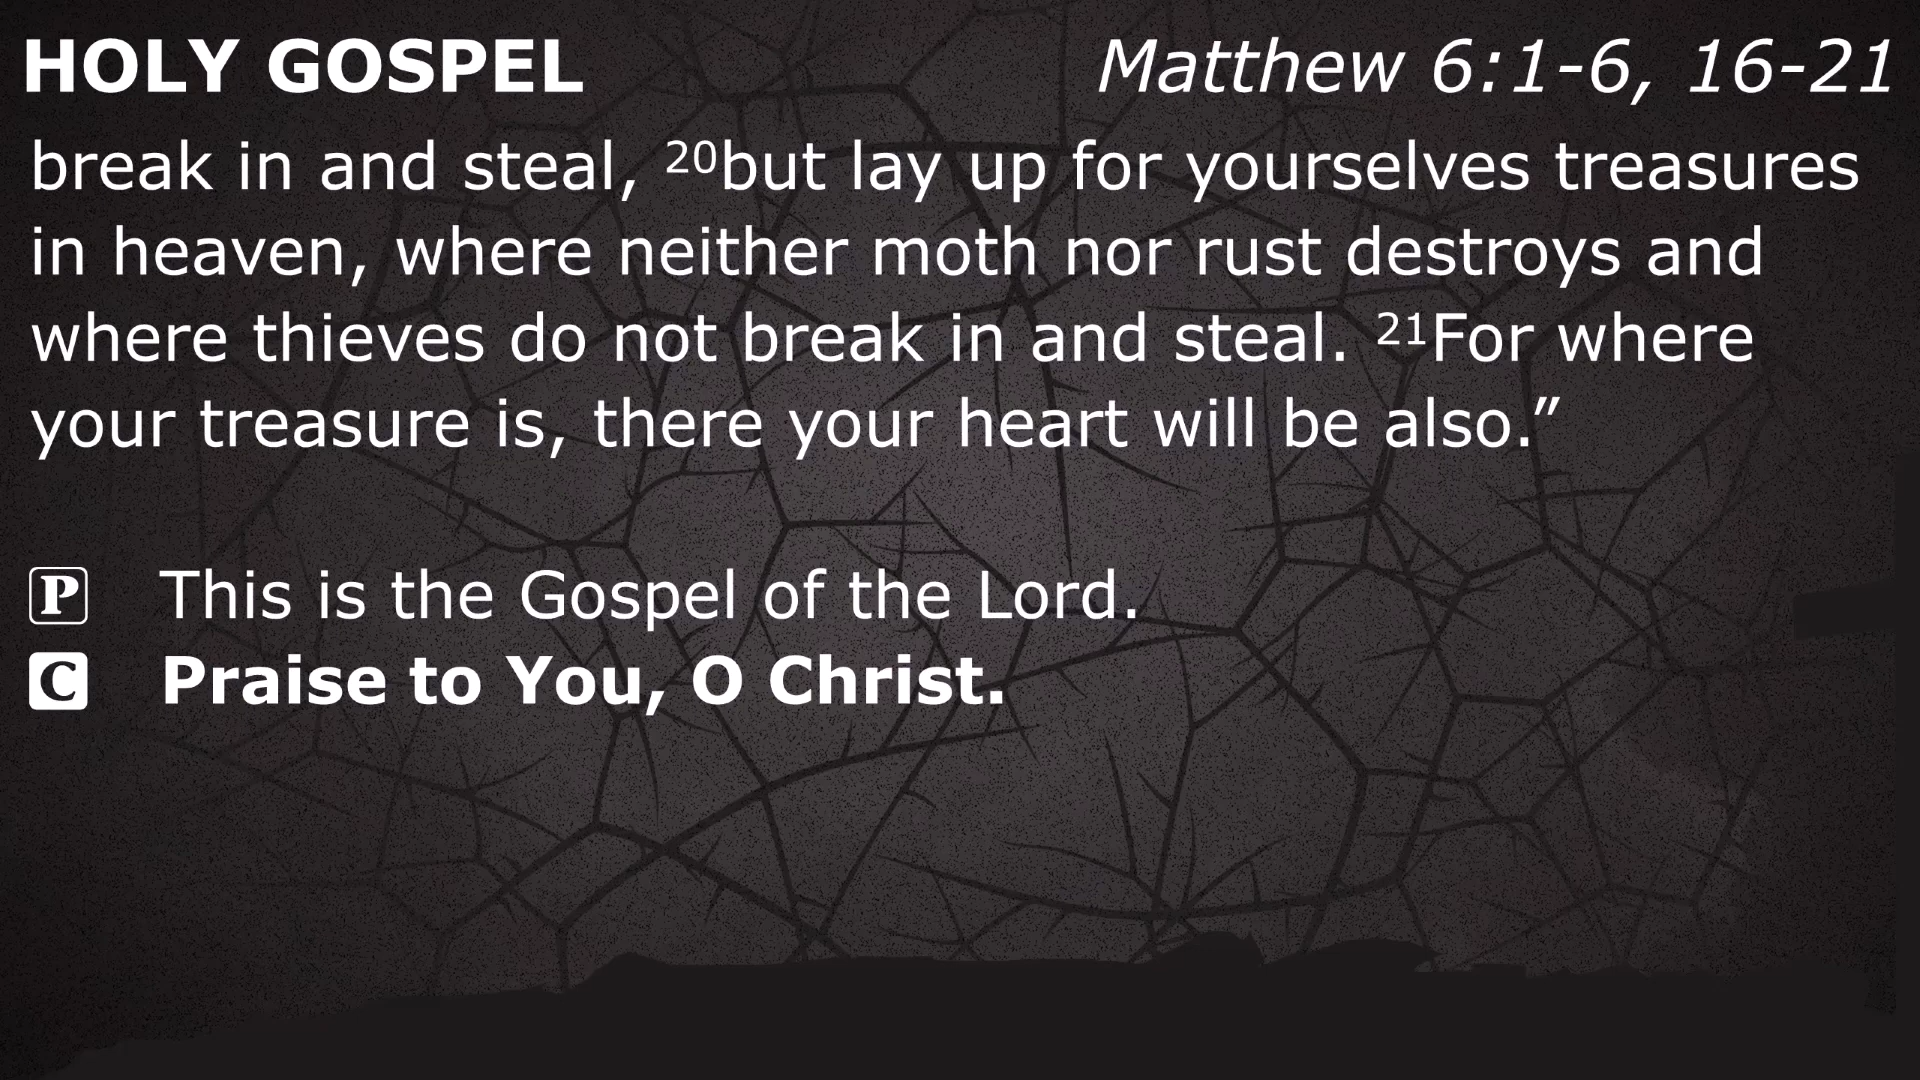 HOLY GOSPEL Matthew 6:1-6, 16-21
break in and steal, ²⁰but lay up for yourselves treasures
in heaven, where neither moth nor rust destroys and
where thieves do not break in and steal. ²¹For where
your treasure is, there your heart will be also.”
P This is the Gospel of the Lord.
C Praise to You, O Christ.